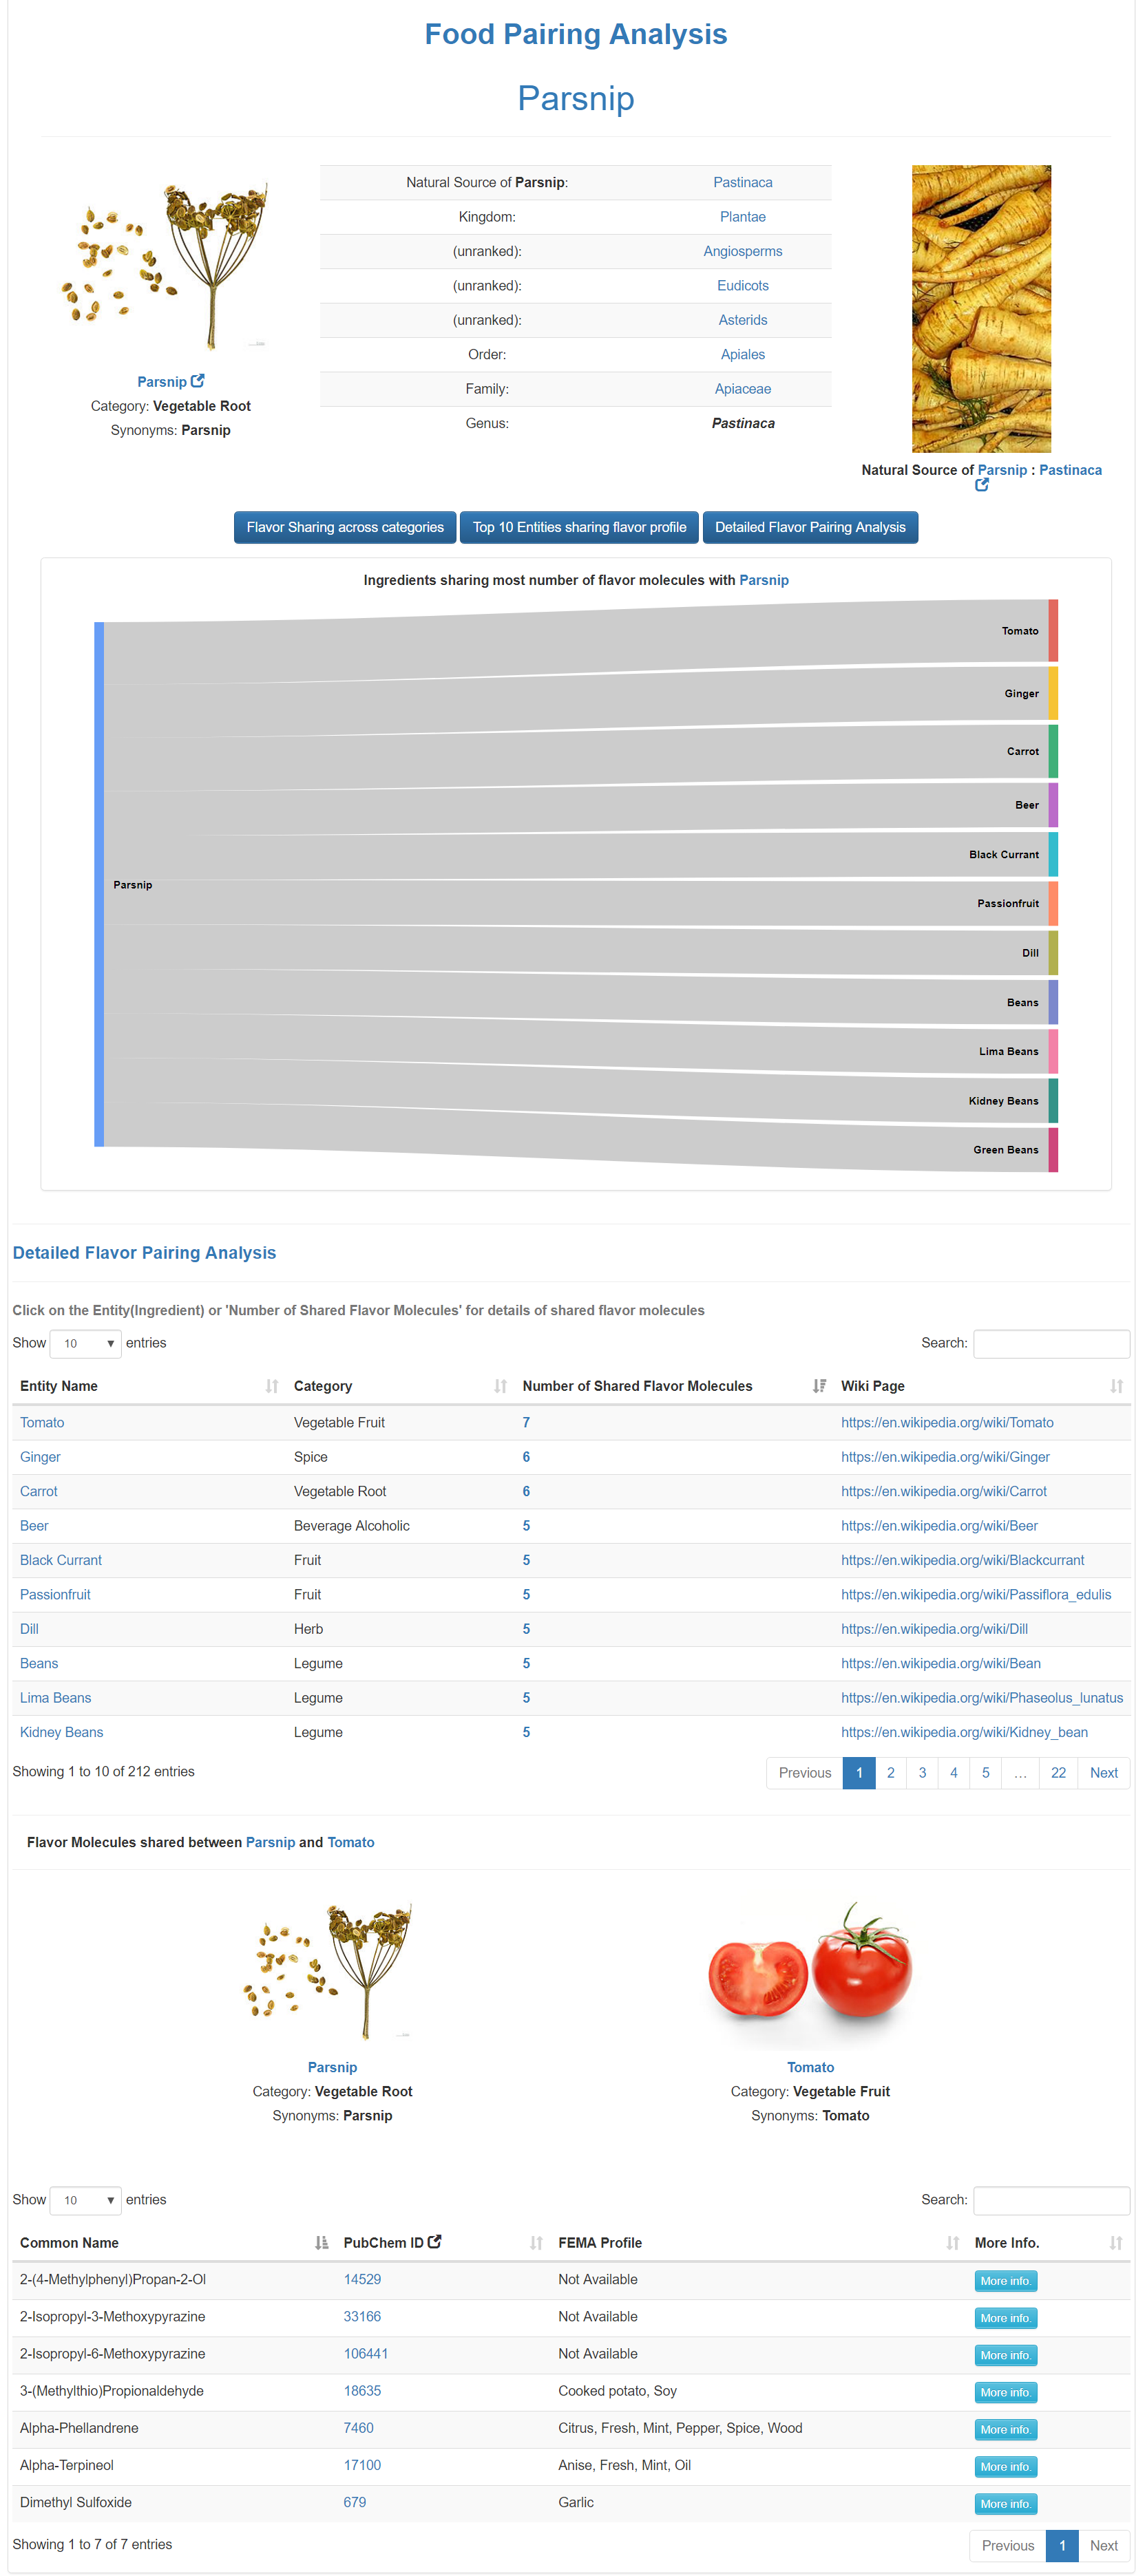 Food Pairing Analysis
Parsnip
Natural Source of Parsnip: Pastinaca
Kingdom: Plantae
(unranked): Angiosperms
(unranked): Eudicots
(unranked): Asterids
Order: Apiales
Family: Apiaceae
Genus: Pastinaca
Parsnip
Category: Vegetable Root
Synonyms: Parsnip
Natural Source of Parsnip : Pastinaca
Flavor Sharing across categories Top 10 Entities sharing flavor profile Detailed Flavor Pairing Analysis
Ingredients sharing most number of flavor molecules with Parsnip
Parsnip
Tomato
Ginger
Carrot
Beer
Black Currant
Passionfruit
Dill
Beans
Lima Beans
Kidney Beans
Green Beans
Detailed Flavor Pairing Analysis
Click on the Entity(Ingredient) or 'Number of Shared Flavor Molecules' for details of shared flavor molecules
Show 10 entries Search:
Entity Name Category Number of Shared Flavor Molecules Wiki Page
Tomato Vegetable Fruit 7 https://en.wikipedia.org/wiki/Tomato
Ginger Spice 6 https://en.wikipedia.org/wiki/Ginger
Carrot Vegetable Root 6 https://en.wikipedia.org/wiki/Carrot
Beer Beverage Alcoholic 5 https://en.wikipedia.org/wiki/Beer
Black Currant Fruit 5 https://en.wikipedia.org/wiki/Blackcurrant
Passionfruit Fruit 5 https://en.wikipedia.org/wiki/Passiflora_edulis
Dill Herb 5 https://en.wikipedia.org/wiki/Dill
Beans Legume 5 https://en.wikipedia.org/wiki/Bean
Lima Beans Legume 5 https://en.wikipedia.org/wiki/Phaseolus_lunatus
Kidney Beans Legume 5 https://en.wikipedia.org/wiki/Kidney_bean
Showing 1 to 10 of 212 entries Previous 1 2 3 4 5 … 22 Next
Flavor Molecules shared between Parsnip and Tomato
Parsnip
Category: Vegetable Root
Synonyms: Parsnip
Tomato
Category: Vegetable Fruit
Synonyms: Tomato
Show 10 entries Search:
Common Name PubChem ID FEMA Profile More Info.
2-(4-Methylphenyl)Propan-2-Ol 14529 Not Available More info.
2-Isopropyl-3-Methoxypyrazine 33166 Not Available More info.
2-Isopropyl-6-Methoxypyrazine 106441 Not Available More info.
3-(Methylthio)Propionaldehyde 18635 Cooked potato, Soy More info.
Alpha-Phellandrene 7460 Citrus, Fresh, Mint, Pepper, Spice, Wood More info.
Alpha-Terpineol 17100 Anise, Fresh, Mint, Oil More info.
Dimethyl Sulfoxide 679 Garlic More info.
Showing 1 to 7 of 7 entries Previous 1 Next